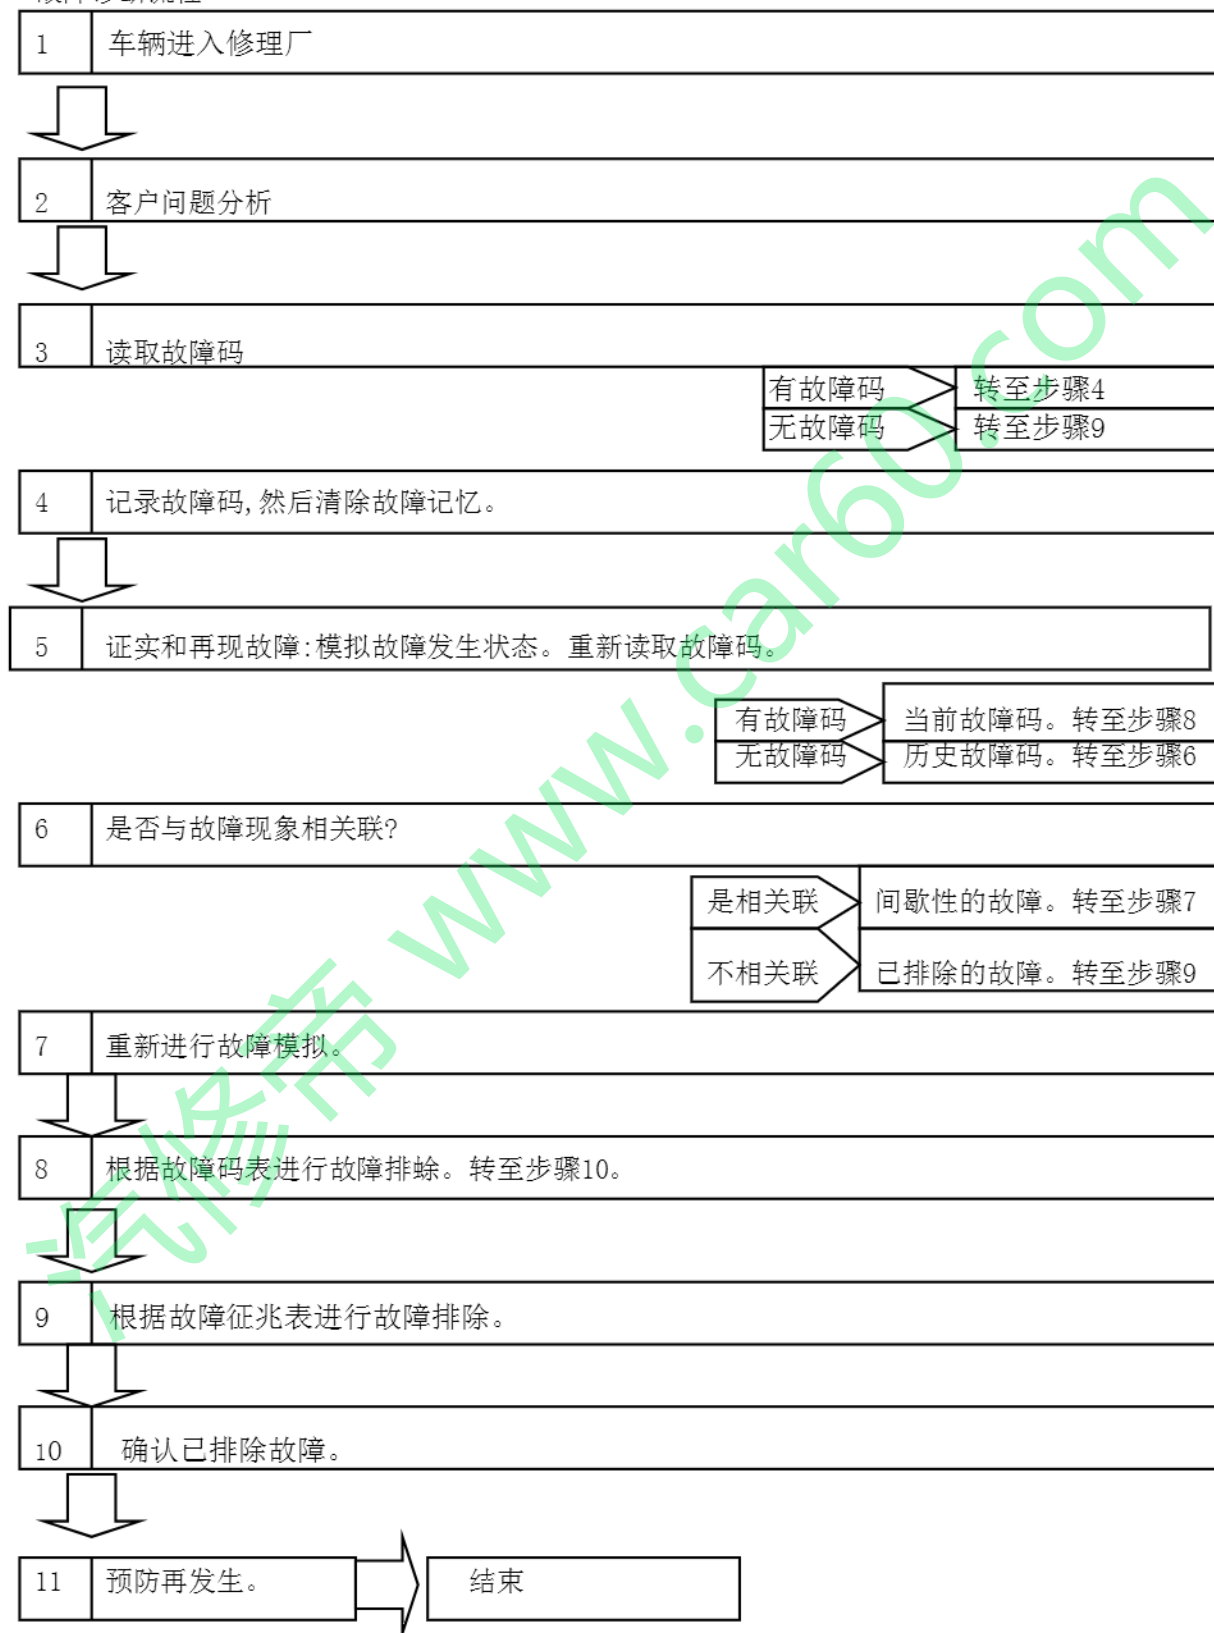 1 车辆进入修理厂
2 客户问题分析
3 读取故障码
有故障码 转至步骤4
无故障码 转至步骤9
4 记录故障码,然后清除故障记忆。
5 证实和再现故障:模拟故障发生状态。重新读取故障码。
有故障码 当前故障码。转至步骤8
无故障码 历史故障码。转至步骤6
6 是否与故障现象相关联?
是相关联 间歇性的故障。转至步骤7
不相关联 已排除的故障。转至步骤9
7 重新进行故障模拟。
8 根据故障码表进行故障排蜍。转至步骤10。
9 根据故障征兆表进行故障排除。
10 确认已排除故障。
11 预防再发生。 结束
汽修帝 www.car60.com